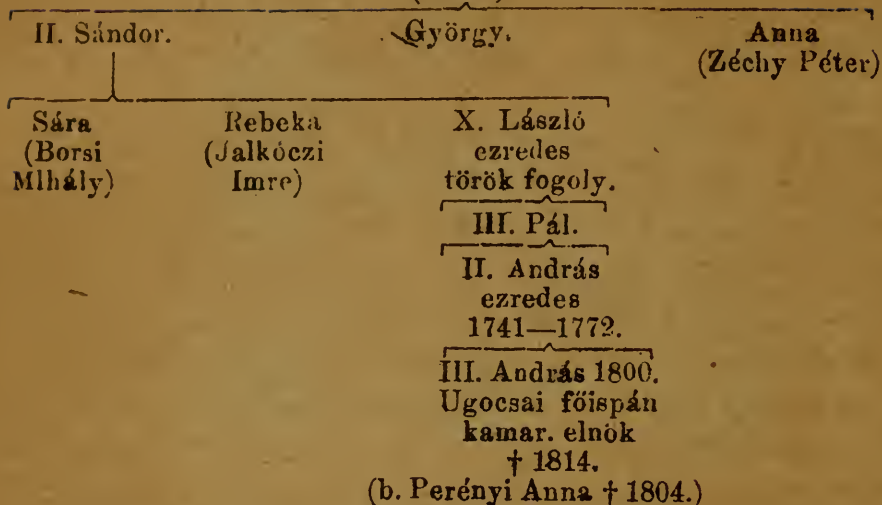 II. Sándor. György. Anna
(Zéchy Péter)
Sára Rebeka X. László
(Borsi (Jalkóczi ezredes
Mlhály) Imre) török fogoly.
III. Pál.
II. András
ezredes
1741—1772.
III. András 1800.
Ugocsai főispán
kamar. elnök
† 1814.
(b. Perényi Anna † 1804.)